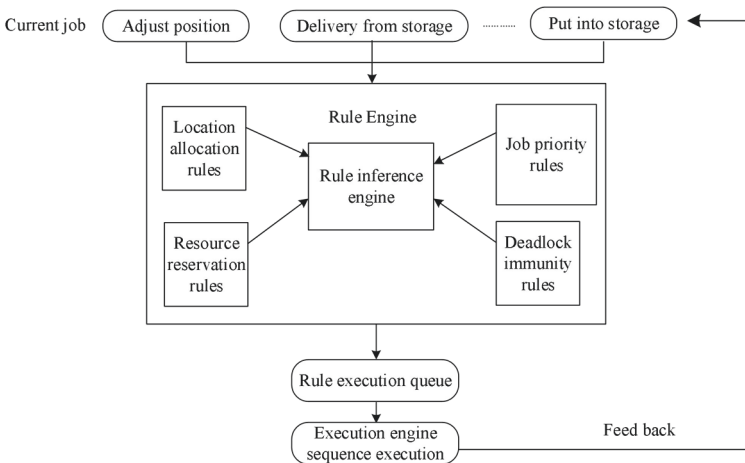 Current job
Adjust position
Delivery from storage
............
Put into storage
Rule Engine
Location
allocation
rules
Rule inference
engine
Job priority
rules
Resource
reservation
rules
Deadlock
immunity
rules
Rule execution queue
Execution engine
sequence execution
Feed back